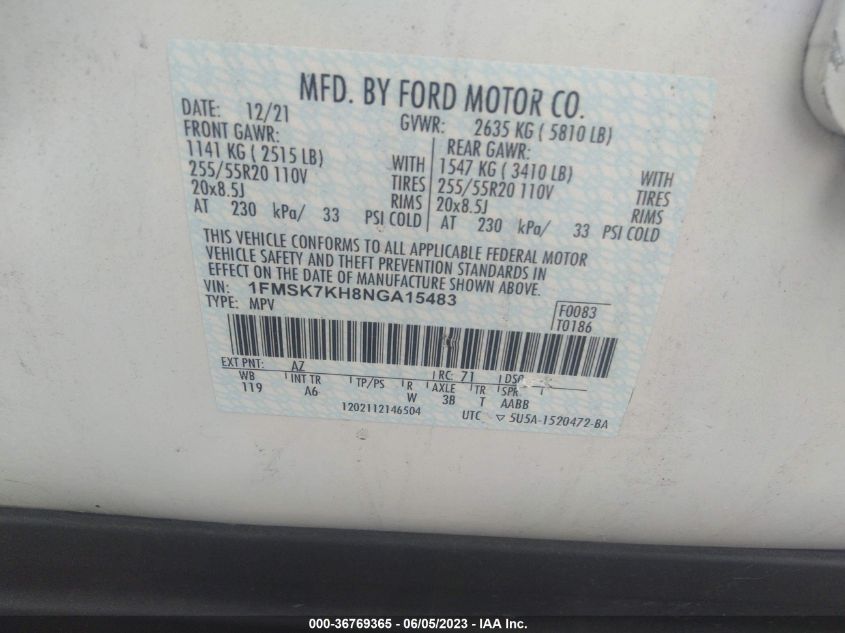 MFD. BY FORD MOTOR CO.
DATE: 12/21 GVWR: 2635 KG ( 5810 LB)
FRONT GAWR: REAR GAWR:
1141 KG ( 2515 LB) WITH 1547 KG ( 3410 LB) WITH
255/55R20 110V TIRES 255/55R20 110V TIRES
20x8.5J RIMS 20x8.5J RIMS
AT 230 kPa/ 33 PSI COLD AT 230 kPa/ 33 PSI COLD
THIS VEHICLE CONFORMS TO ALL APPLICABLE FEDERAL MOTOR
VEHICLE SAFETY AND THEFT PREVENTION STANDARDS IN
EFFECT ON THE DATE OF MANUFACTURE SHOWN ABOVE.
VIN: 1FMSK7KH8NGA15483
TYPE: MPV
F0083
T0186
EXT PNT: AZ RC: 71 DSO:
WB INT TR TP/PS R AXLE TR SPR
119 A6 W 3B T AABB
1202112146504 UTC ▽ 5U5A-1520472-BA
000-36769365 - 06/05/2023 - IAA Inc.